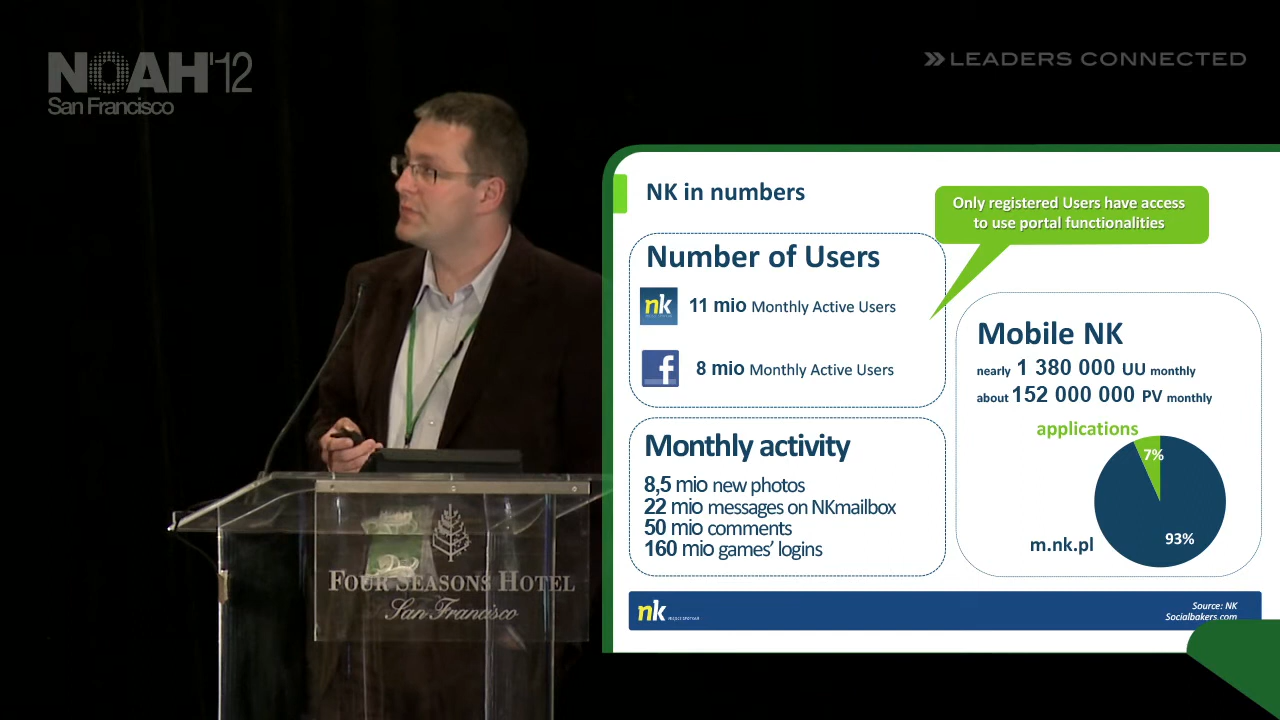 NOAH'12
San Francisco
LEADERS CONNECTED
NK in numbers
Only registered Users have access
to use portal functionalities
Number of Users
nk
11 mio Monthly Active Users
f
8 mio Monthly Active Users
Mobile NK
nearly 1 380 000 UU monthly
about 152 000 000 PV monthly
applications
7%
93%
m.nk.pl
Monthly activity
8,5 mio new photos
22 mio messages on NKmailbox
50 mio comments
160 mio games' logins
nk
Source: NK
Socialbakers.com
FOUR SEASONS HOTEL
San Francisco